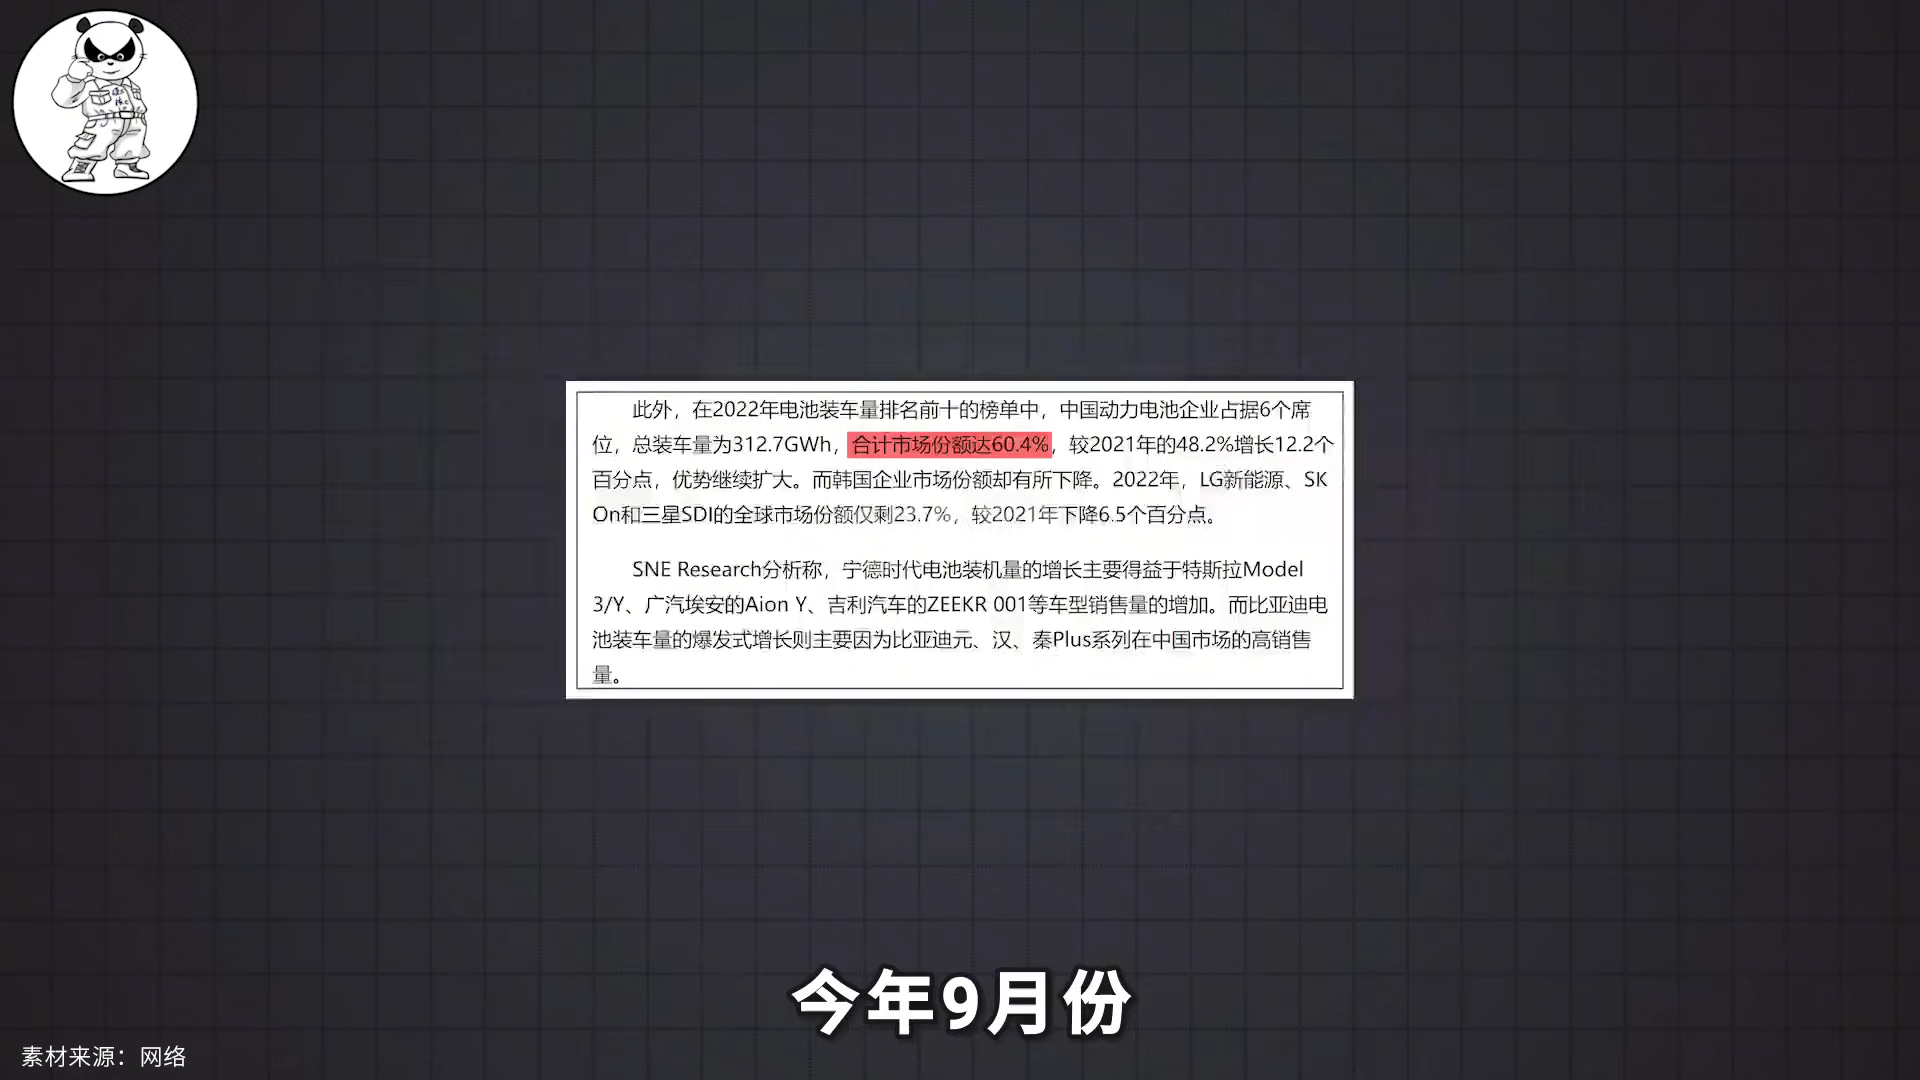 此外，在2022年电池装车量排名前十的榜单中，中国动力电池企业占据6个席
位，总装车量为312.7GWh，合计市场份额达60.4%，较2021年的48.2%增长12.2个
百分点，优势继续扩大。而韩国企业市场份额却有所下降。2022年，LG新能源、SK
On和三星SDI的全球市场份额仅剩23.7%，较2021年下降6.5个百分点。
SNE Research分析称，宁德时代电池装机量的增长主要得益于特斯拉Model
3/Y、广汽埃安的Aion Y、吉利汽车的ZEEKR 001等车型销售量的增加。而比亚迪电
池装车量的爆发式增长则主要因为比亚迪元、汉、秦Plus系列在中国市场的高销售
量。
今年9月份
素材来源：网络